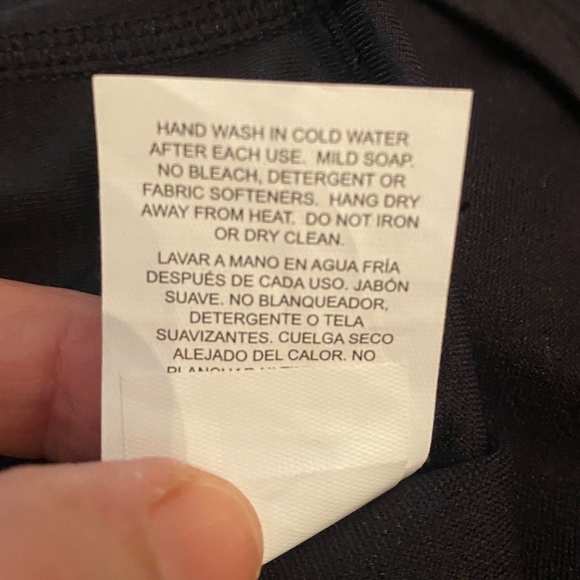 HAND WASH IN COLD WATER
AFTER EACH USE. MILD SOAP.
NO BLEACH, DETERGENT OR
FABRIC SOFTENERS. HANG DRY
AWAY FROM HEAT. DO NOT IRON
OR DRY CLEAN.
LAVAR A MANO EN AGUA FRÍA
DESPUÉS DE CADA USO. JABÓN
SUAVE. NO BLANQUEADOR,
DETERGENTE O TELA
SUAVIZANTES. CUELGA SECO
ALEJADO DEL CALOR. NO